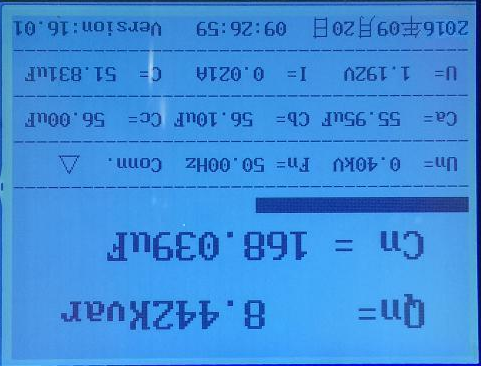 Qn= 8.442Kvar
Cn = 168.039uF
Un= 0.40kV Fn= 50.00Hz Conn. △
Ca= 55.95uF Cb= 56.10uF Cc= 56.00uF
U= 1.192V I= 0.021A C= 51.831uF
2016年09月20日 09:26:59 Version:16.01